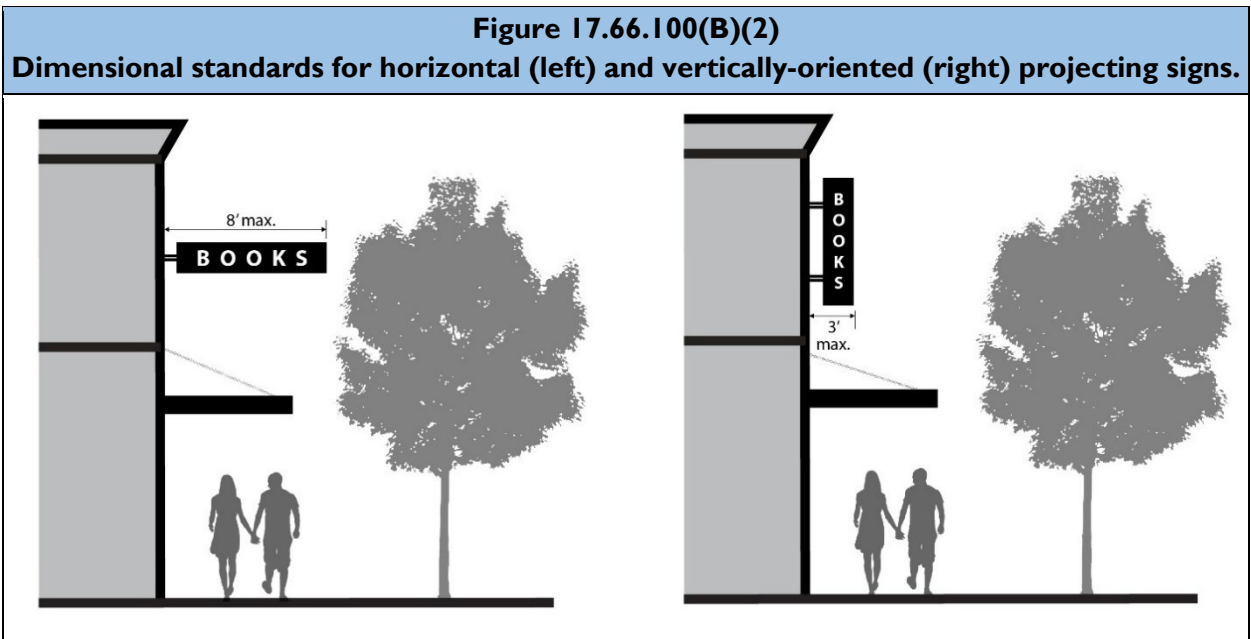 Figure 17.66.100(B)(2)
Dimensional standards for horizontal (left) and vertically-oriented (right) projecting signs.
8' max.
BOOKS
BOOKS
3'
max.